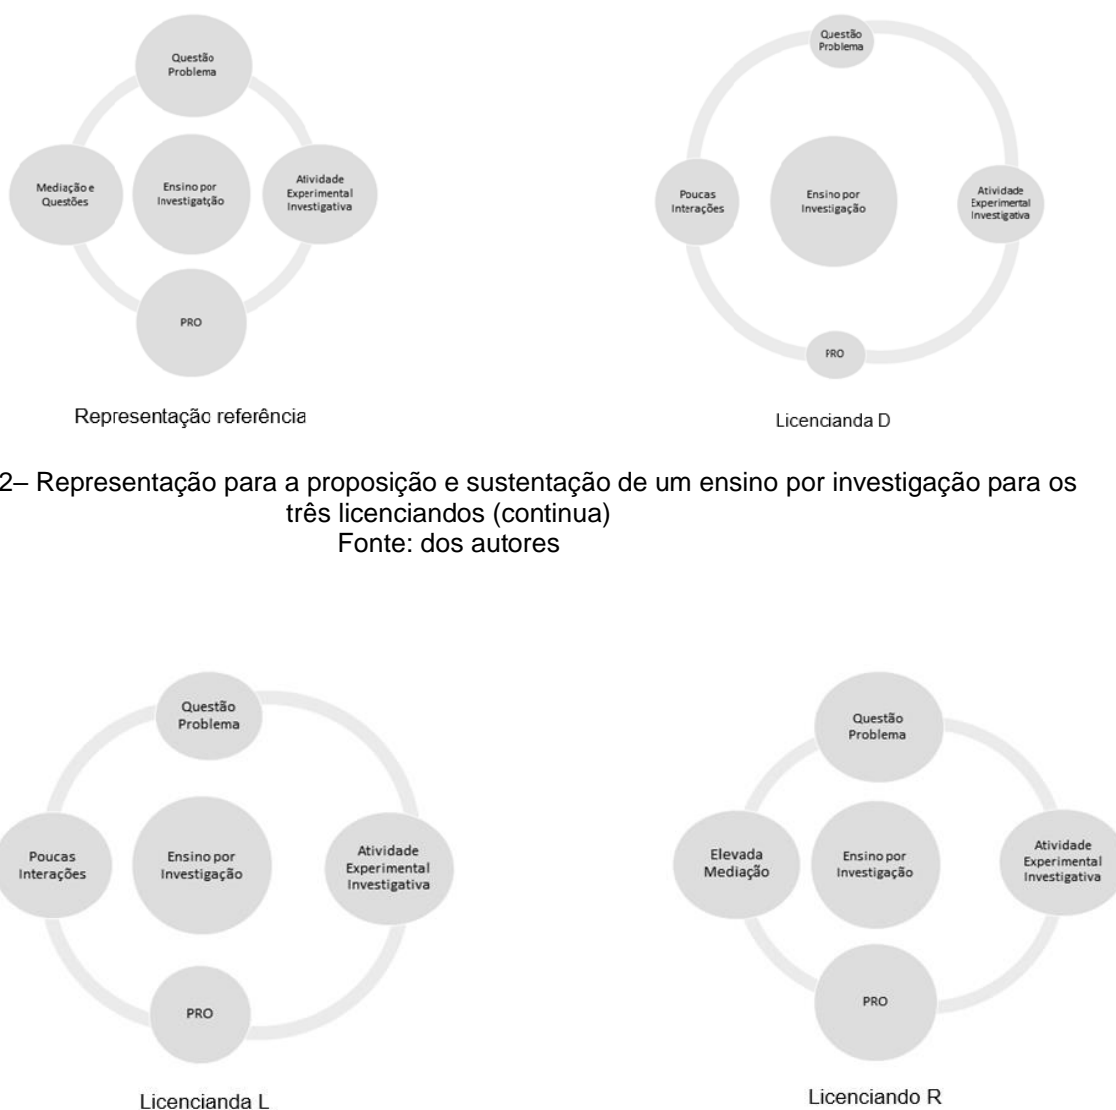 Questão
Problema
Mediação e
Questões
Ensino por
Investigatção
Atividade
Experimental
Investigativa
PRO
Representação referência
Questão
Problema
Poucas
Interações
Ensino por
Investigação
Atividade
Experimental
Investigativa
PRO
Licencianda D
2– Representação para a proposição e sustentação de um ensino por investigação para os
três licenciandos (continua)
Fonte: dos autores
Questão
Problema
Poucas
Interações
Ensino por
Investigação
Atividade
Experimental
Investigativa
PRO
Licencianda L
Questão
Problema
Elevada
Mediação
Ensino por
Investigação
Atividade
Experimental
Investigativa
PRO
Licenciando R